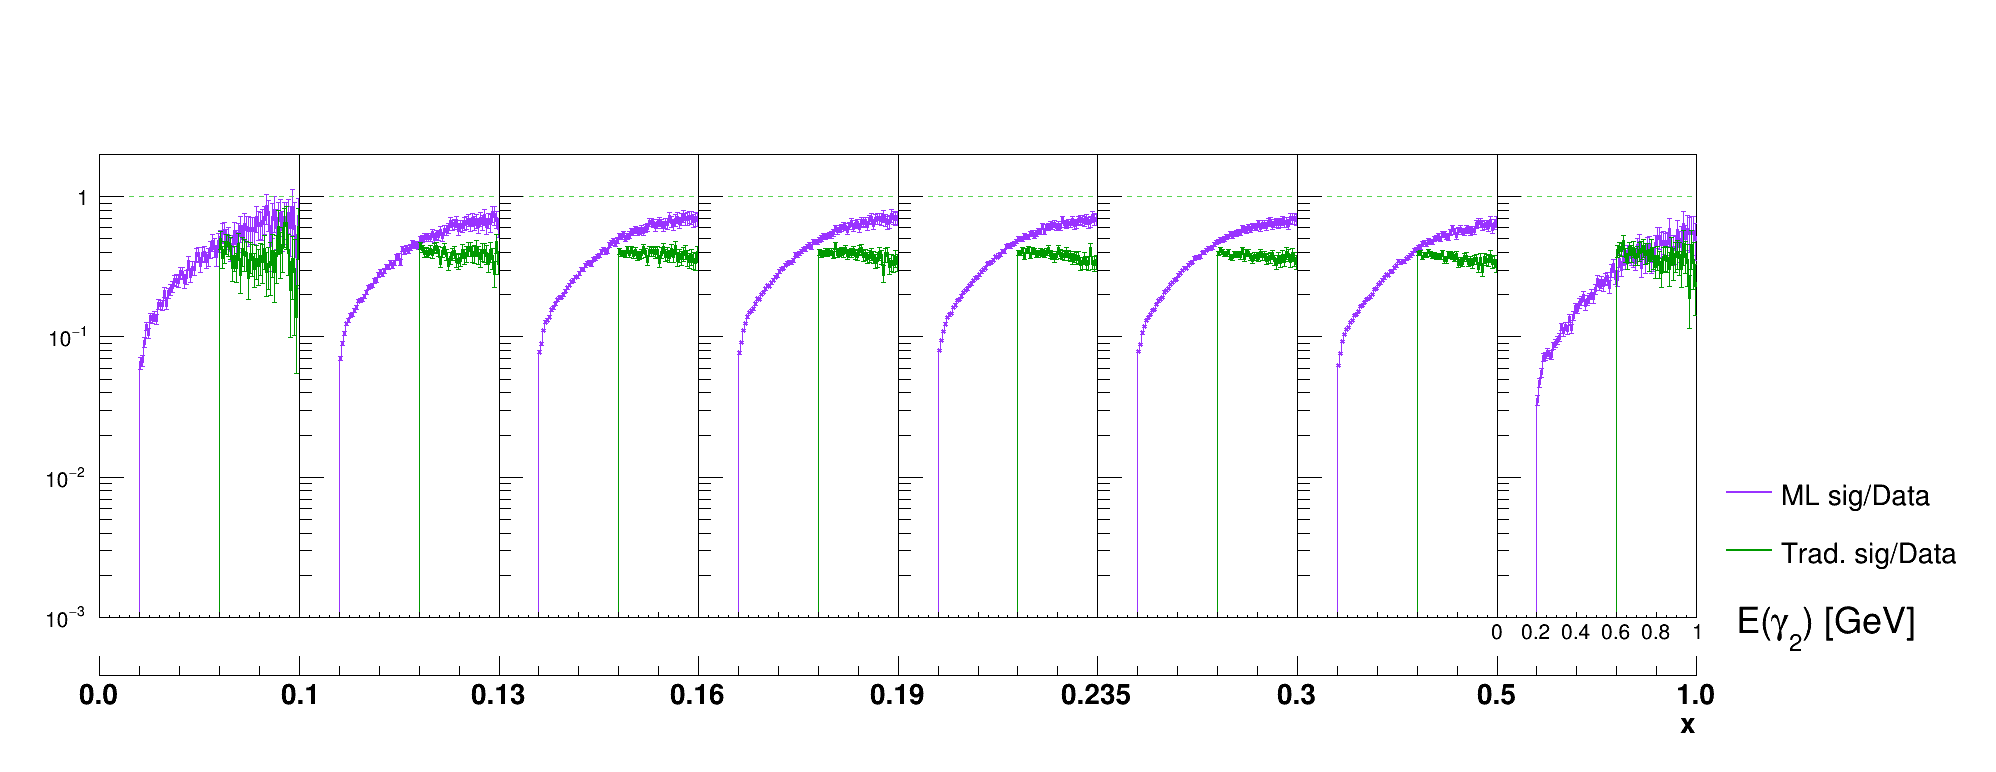 1
10⁻¹
10⁻²
10⁻³
ML sig/Data
Trad. sig/Data
0 0.2 0.4 0.6 0.8 1
E(γ₂) [GeV]
0.0 0.1 0.13 0.16 0.19 0.235 0.3 0.5 1.0
x